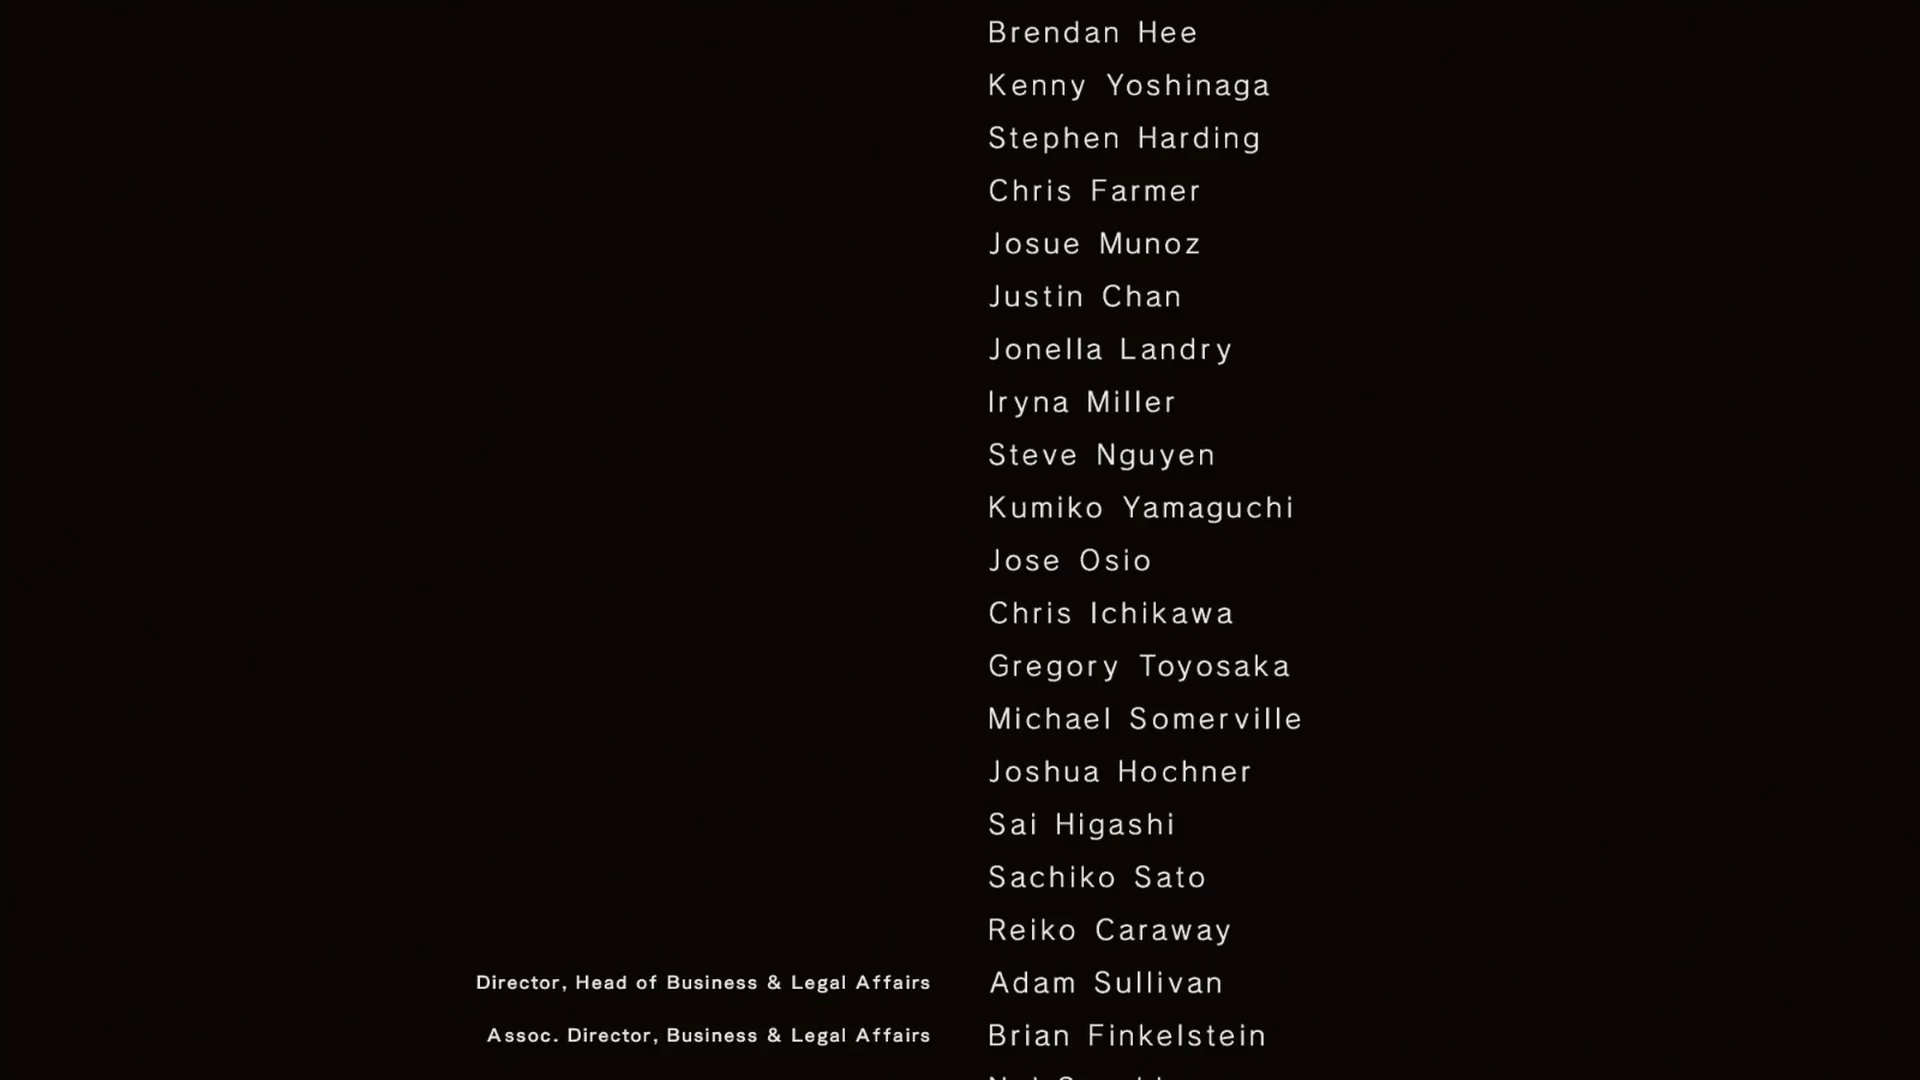 Brendan Hee
Kenny Yoshinaga
Stephen Harding
Chris Farmer
Josue Munoz
Justin Chan
Jonella Landry
Iryna Miller
Steve Nguyen
Kumiko Yamaguchi
Jose Osio
Chris Ichikawa
Gregory Toyosaka
Michael Somerville
Joshua Hochner
Sai Higashi
Sachiko Sato
Reiko Caraway
Director, Head of Business & Legal Affairs Adam Sullivan
Assoc. Director, Business & Legal Affairs Brian Finkelstein